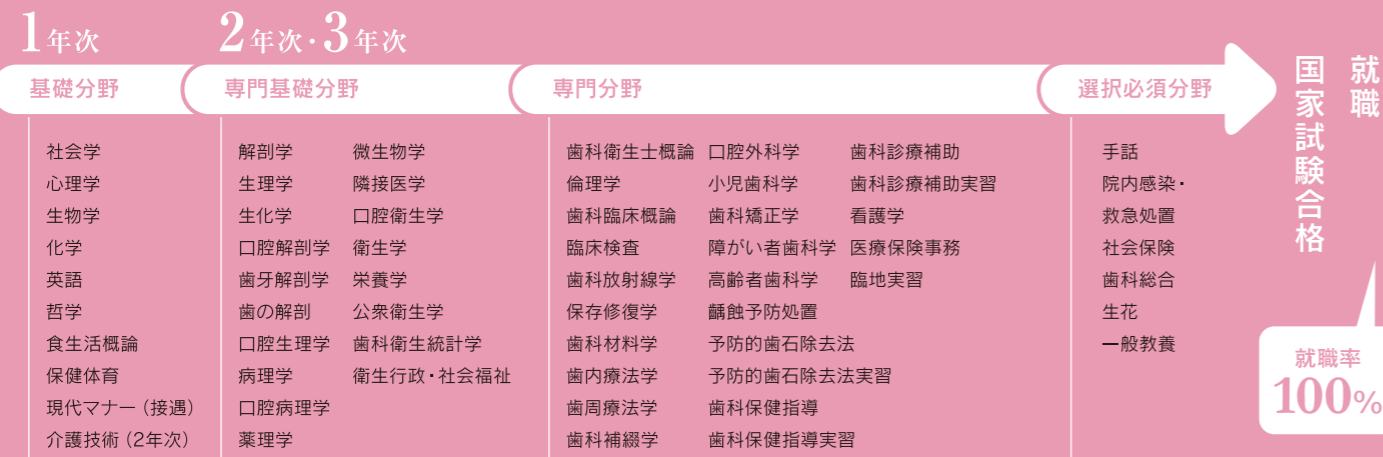 1年次
2年次・3年次
基礎分野
専門基礎分野
専門分野
選択必須分野
就職
国家試験合格
社会学
心理学
生物学
化学
英語
哲学
食生活概論
保健体育
現代マナー（接遇）
介護技術（2年次）
解剖学
生理学
生化学
口腔解剖学
歯牙解剖学
歯の解剖
口腔生理学
病理学
口腔病理学
薬理学
微生物学
隣接医学
口腔衛生学
衛生学
栄養学
公衆衛生学
歯科衛生統計学
衛生行政・社会福祉
歯科衛生士概論
倫理学
歯科臨床概論
臨床検査
歯科放射線学
保存修復学
歯科材料学
歯内療法学
歯周療法学
歯科補綴学
口腔外科学
小児歯科学
歯科矯正学
障がい者歯科学
高齢者歯科学
齲蝕予防処置
予防的歯石除去法
予防的歯石除去法実習
歯科保健指導
歯科保健指導実習
歯科診療補助
歯科診療補助実習
看護学
医療保険事務
臨地実習
手話
院内感染・
救急処置
社会保険
歯科総合
生花
一般教養
就職率
100%